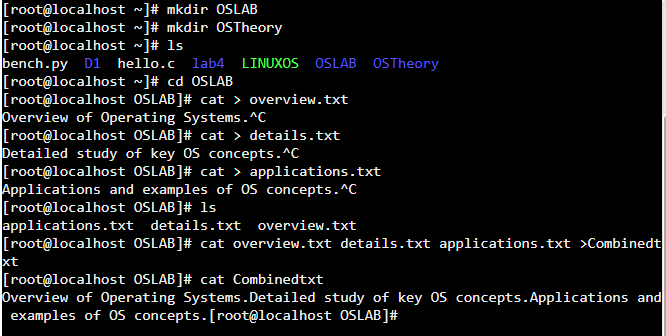 [root@localhost ~]# mkdir OSLAB
[root@localhost ~]# mkdir OSTheory
[root@localhost ~]# ls
bench.py  D1  hello.c  lab4  LINUXOS  OSLAB  OSTheory
[root@localhost ~]# cd OSLAB
[root@localhost OSLAB]# cat > overview.txt
Overview of Operating Systems.^C
[root@localhost OSLAB]# cat > details.txt
Detailed study of key OS concepts.^C
[root@localhost OSLAB]# cat > applications.txt
Applications and examples of OS concepts.^C
[root@localhost OSLAB]# ls
applications.txt  details.txt  overview.txt
[root@localhost OSLAB]# cat overview.txt details.txt applications.txt >Combinedt
xt
[root@localhost OSLAB]# cat Combinedtxt
Overview of Operating Systems.Detailed study of key OS concepts.Applications and
 examples of OS concepts.[root@localhost OSLAB]#